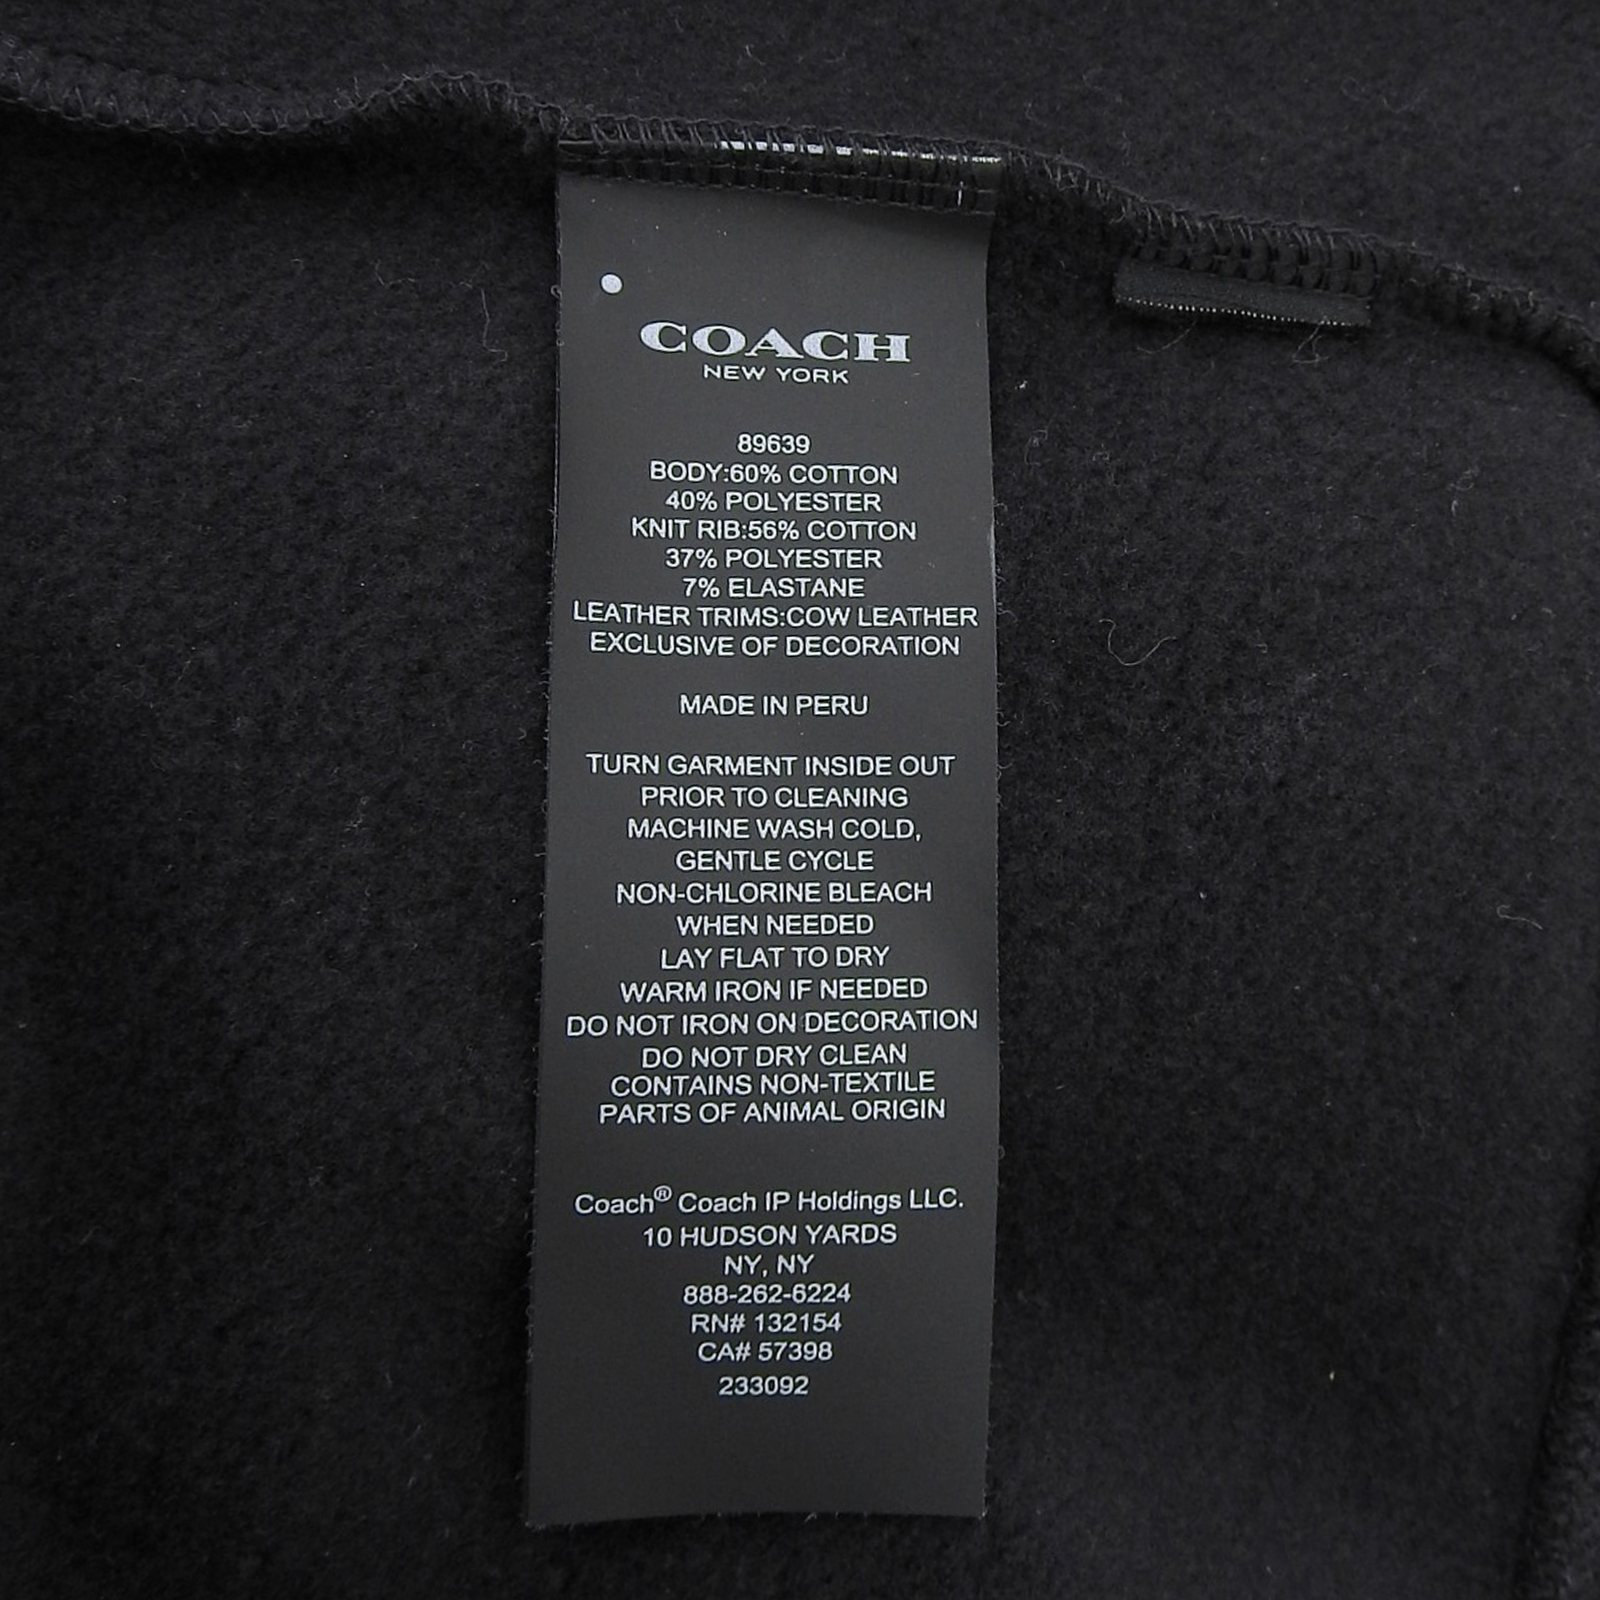 COACH
NEW YORK
89639
BODY:60% COTTON
40% POLYESTER
KNIT RIB:56% COTTON
37% POLYESTER
7% ELASTANE
LEATHER TRIMS:COW LEATHER
EXCLUSIVE OF DECORATION
MADE IN PERU
TURN GARMENT INSIDE OUT
PRIOR TO CLEANING
MACHINE WASH COLD,
GENTLE CYCLE
NON-CHLORINE BLEACH
WHEN NEEDED
LAY FLAT TO DRY
WARM IRON IF NEEDED
DO NOT IRON ON DECORATION
DO NOT DRY CLEAN
CONTAINS NON-TEXTILE
PARTS OF ANIMAL ORIGIN
Coach® Coach IP Holdings LLC.
10 HUDSON YARDS
NY, NY
888-262-6224
RN# 132154
CA# 57398
233092